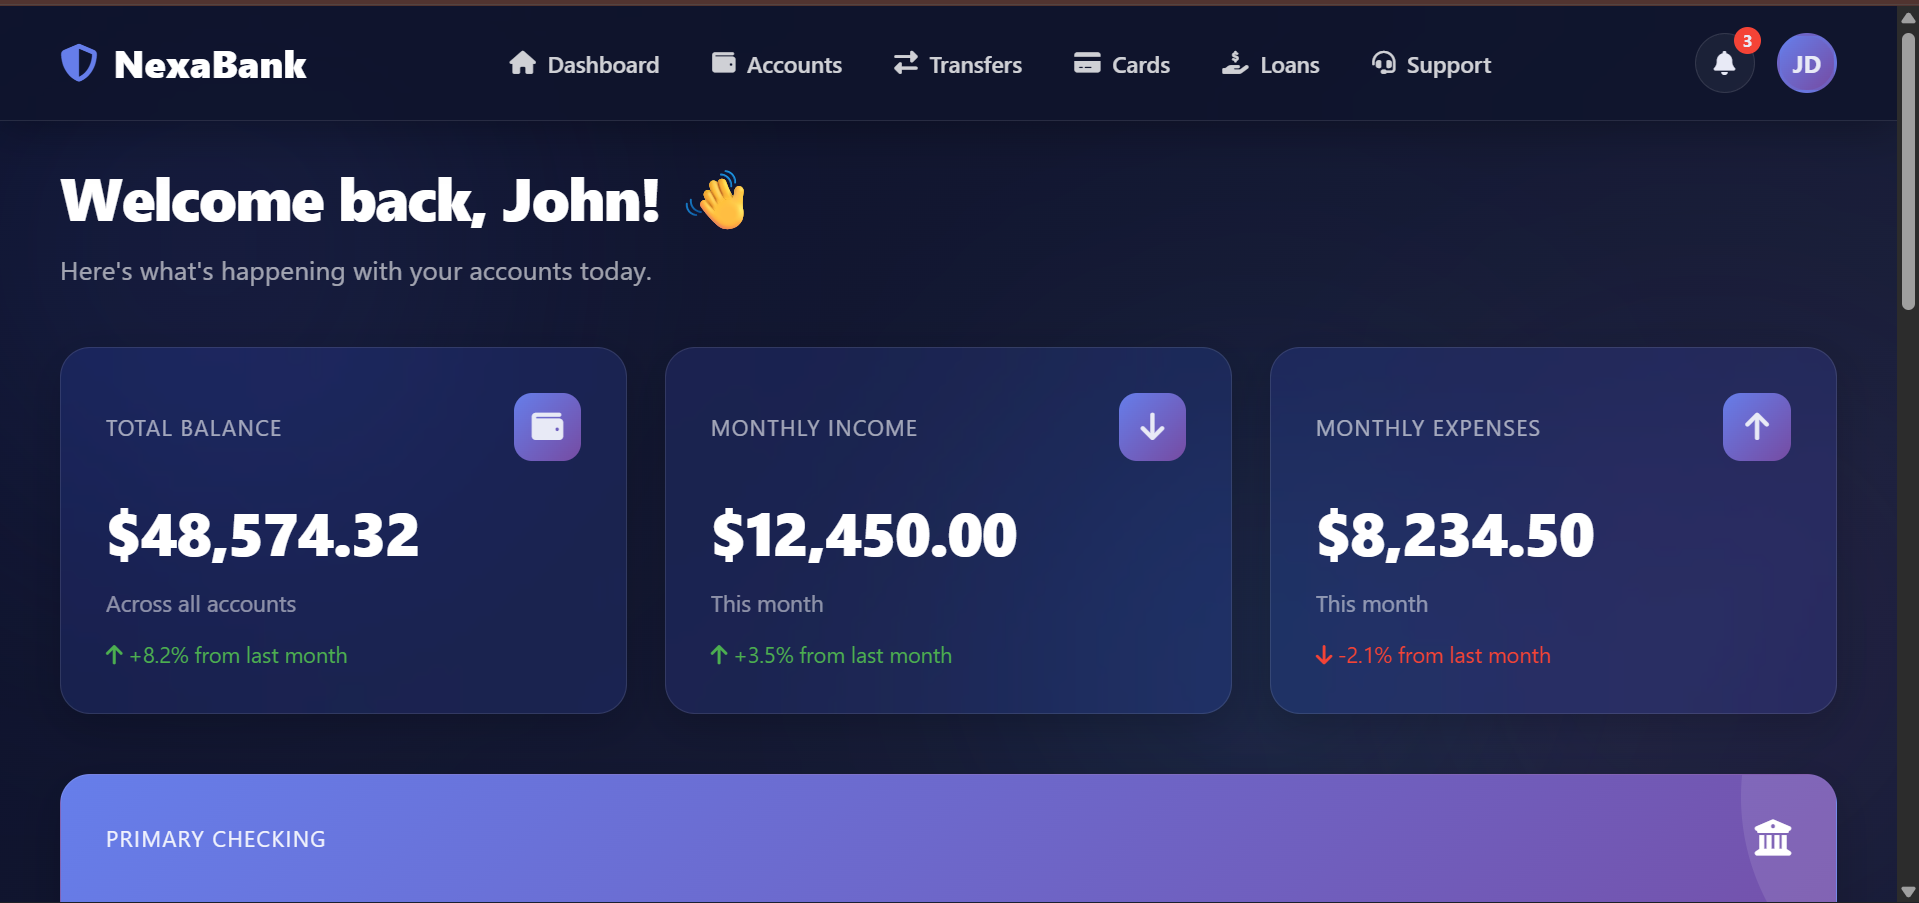 NexaBank
Dashboard
Accounts
Transfers
Cards
Loans
Support
3
JD
Welcome back, John!
Here's what's happening with your accounts today.
TOTAL BALANCE
$48,574.32
Across all accounts
+8.2% from last month
MONTHLY INCOME
$12,450.00
This month
+3.5% from last month
MONTHLY EXPENSES
$8,234.50
This month
-2.1% from last month
PRIMARY CHECKING